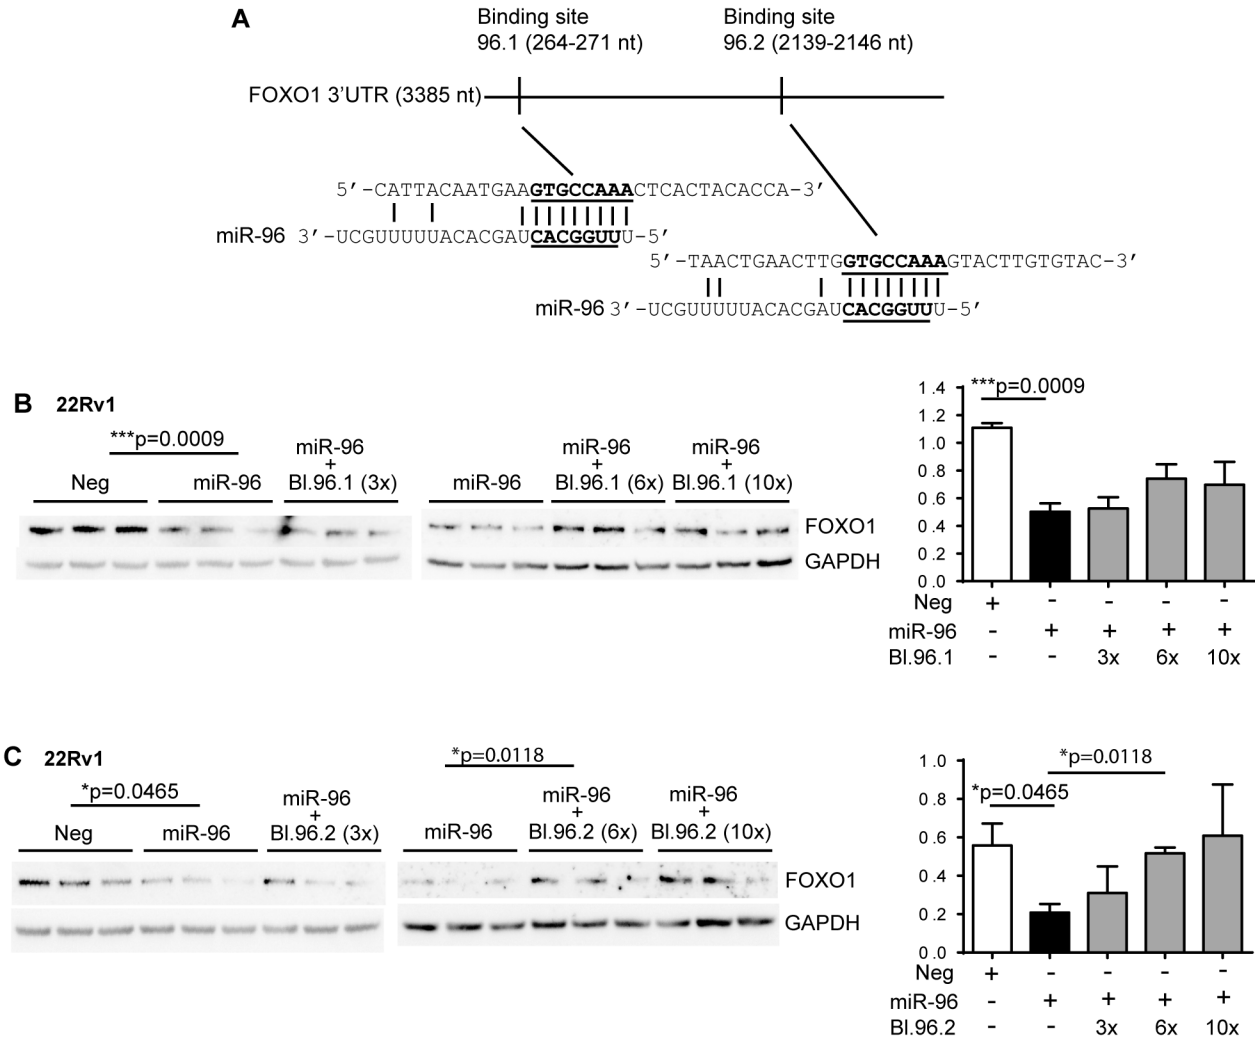 A
Binding site
96.1 (264-271 nt)
Binding site
96.2 (2139-2146 nt)
FOXO1 3'UTR (3385 nt)
5'-CATTACAATGAAGTGCCAAACTCACTACACCA-3'
miR-96 3'-UCGUUUUUACACGAUCACGGUUU-5'
5'-TAACTGAACTTGGTGCCAAAGTACTTGTGTAC-3'
miR-96 3'-UCGUUUUUACACGAUCACGGUUU-5'
B 22Rv1
***p=0.0009
Neg
miR-96
miR-96
+
Bl.96.1 (3x)
miR-96
miR-96
+
Bl.96.1 (6x)
miR-96
+
Bl.96.1 (10x)
FOXO1
GAPDH
***p=0.0009
1.4
1.2
1.0
0.8
0.6
0.4
0.2
0.0
Neg + - - - -
miR-96 - + + + +
Bl.96.1 - - 3x 6x 10x
C 22Rv1
*p=0.0465
Neg
miR-96
miR-96
+
Bl.96.2 (3x)
*p=0.0118
miR-96
miR-96
+
Bl.96.2 (6x)
miR-96
+
Bl.96.2 (10x)
FOXO1
GAPDH
*p=0.0118
*p=0.0465
1.0
0.8
0.6
0.4
0.2
0.0
Neg + - - - -
miR-96 - + + + +
Bl.96.2 - - 3x 6x 10x